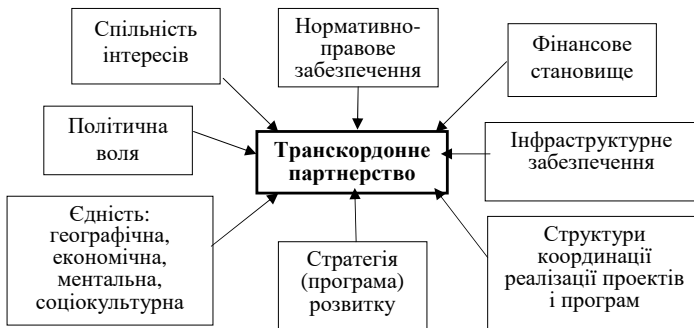 Спільність
інтересів
Нормативно-
правове
забезпечення
Фінансове
становище
Політична
воля
Транскордонне
партнерство
Інфраструктурне
забезпечення
Єдність:
географічна,
економічна,
ментальна,
соціокультурна
Стратегія
(програма)
розвитку
Структури
координації
реалізації проектів
і програм